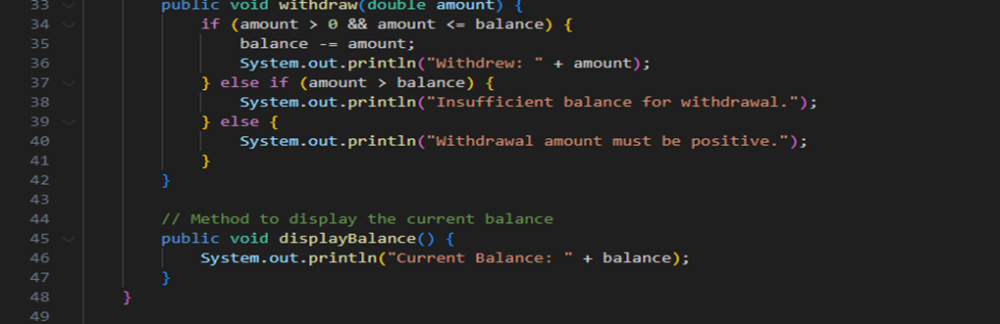 33 public void withdraw(double amount) {
34 if (amount > 0 && amount <= balance) {
35 balance -= amount;
36 System.out.println("Withdrew: " + amount);
37 } else if (amount > balance) {
38 System.out.println("Insufficient balance for withdrawal.");
39 } else {
40 System.out.println("Withdrawal amount must be positive.");
41 }
42 }
43
44 // Method to display the current balance
45 public void displayBalance() {
46 System.out.println("Current Balance: " + balance);
47 }
48 }
49